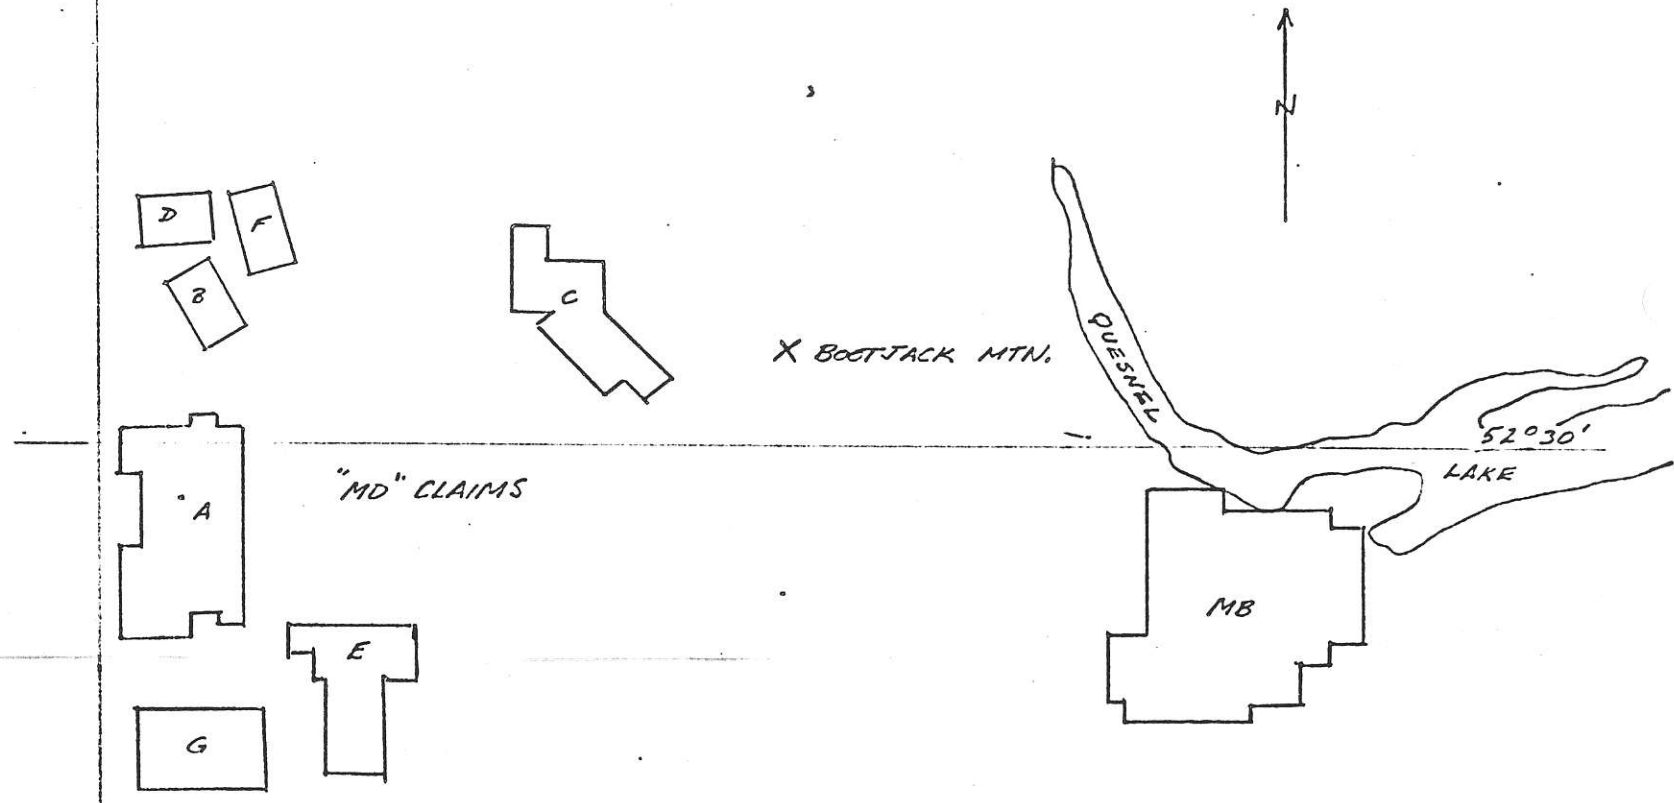 N
D
F
B
C
X BOOTJACK MTN.
QUESNEL
52°30'
LAKE
"MD" CLAIMS
A
MB
E
G